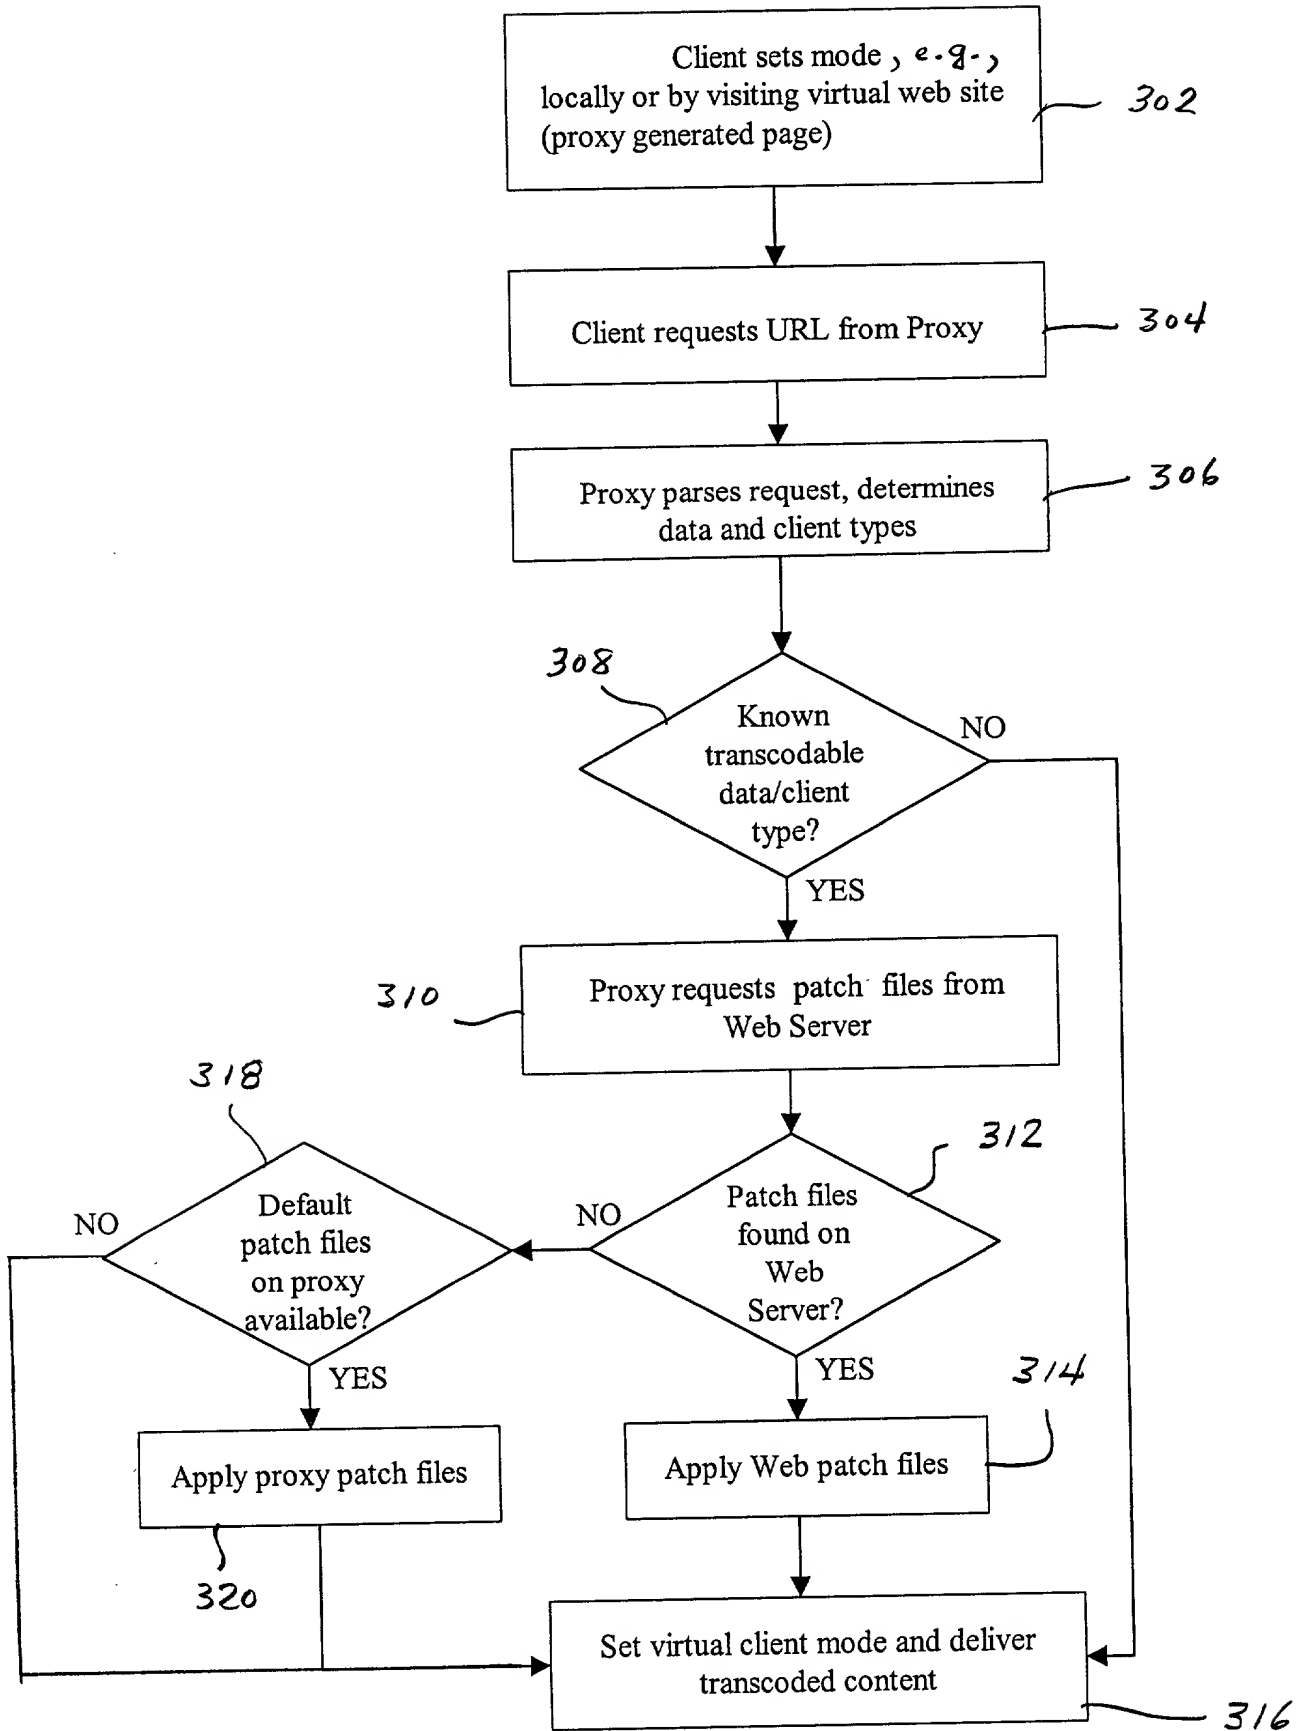 Client sets mode, e.g.,
locally or by visiting virtual web site
(proxy generated page)
302
Client requests URL from Proxy
304
Proxy parses request, determines
data and client types
306
308
Known
transcodable
data/client
type?
NO
YES
310
Proxy requests patch files from
Web Server
318
312
NO
Default
patch files
on proxy
available?
NO
Patch files
found on
Web
Server?
YES
YES
314
Apply proxy patch files
Apply Web patch files
320
Set virtual client mode and deliver
transcoded content
316